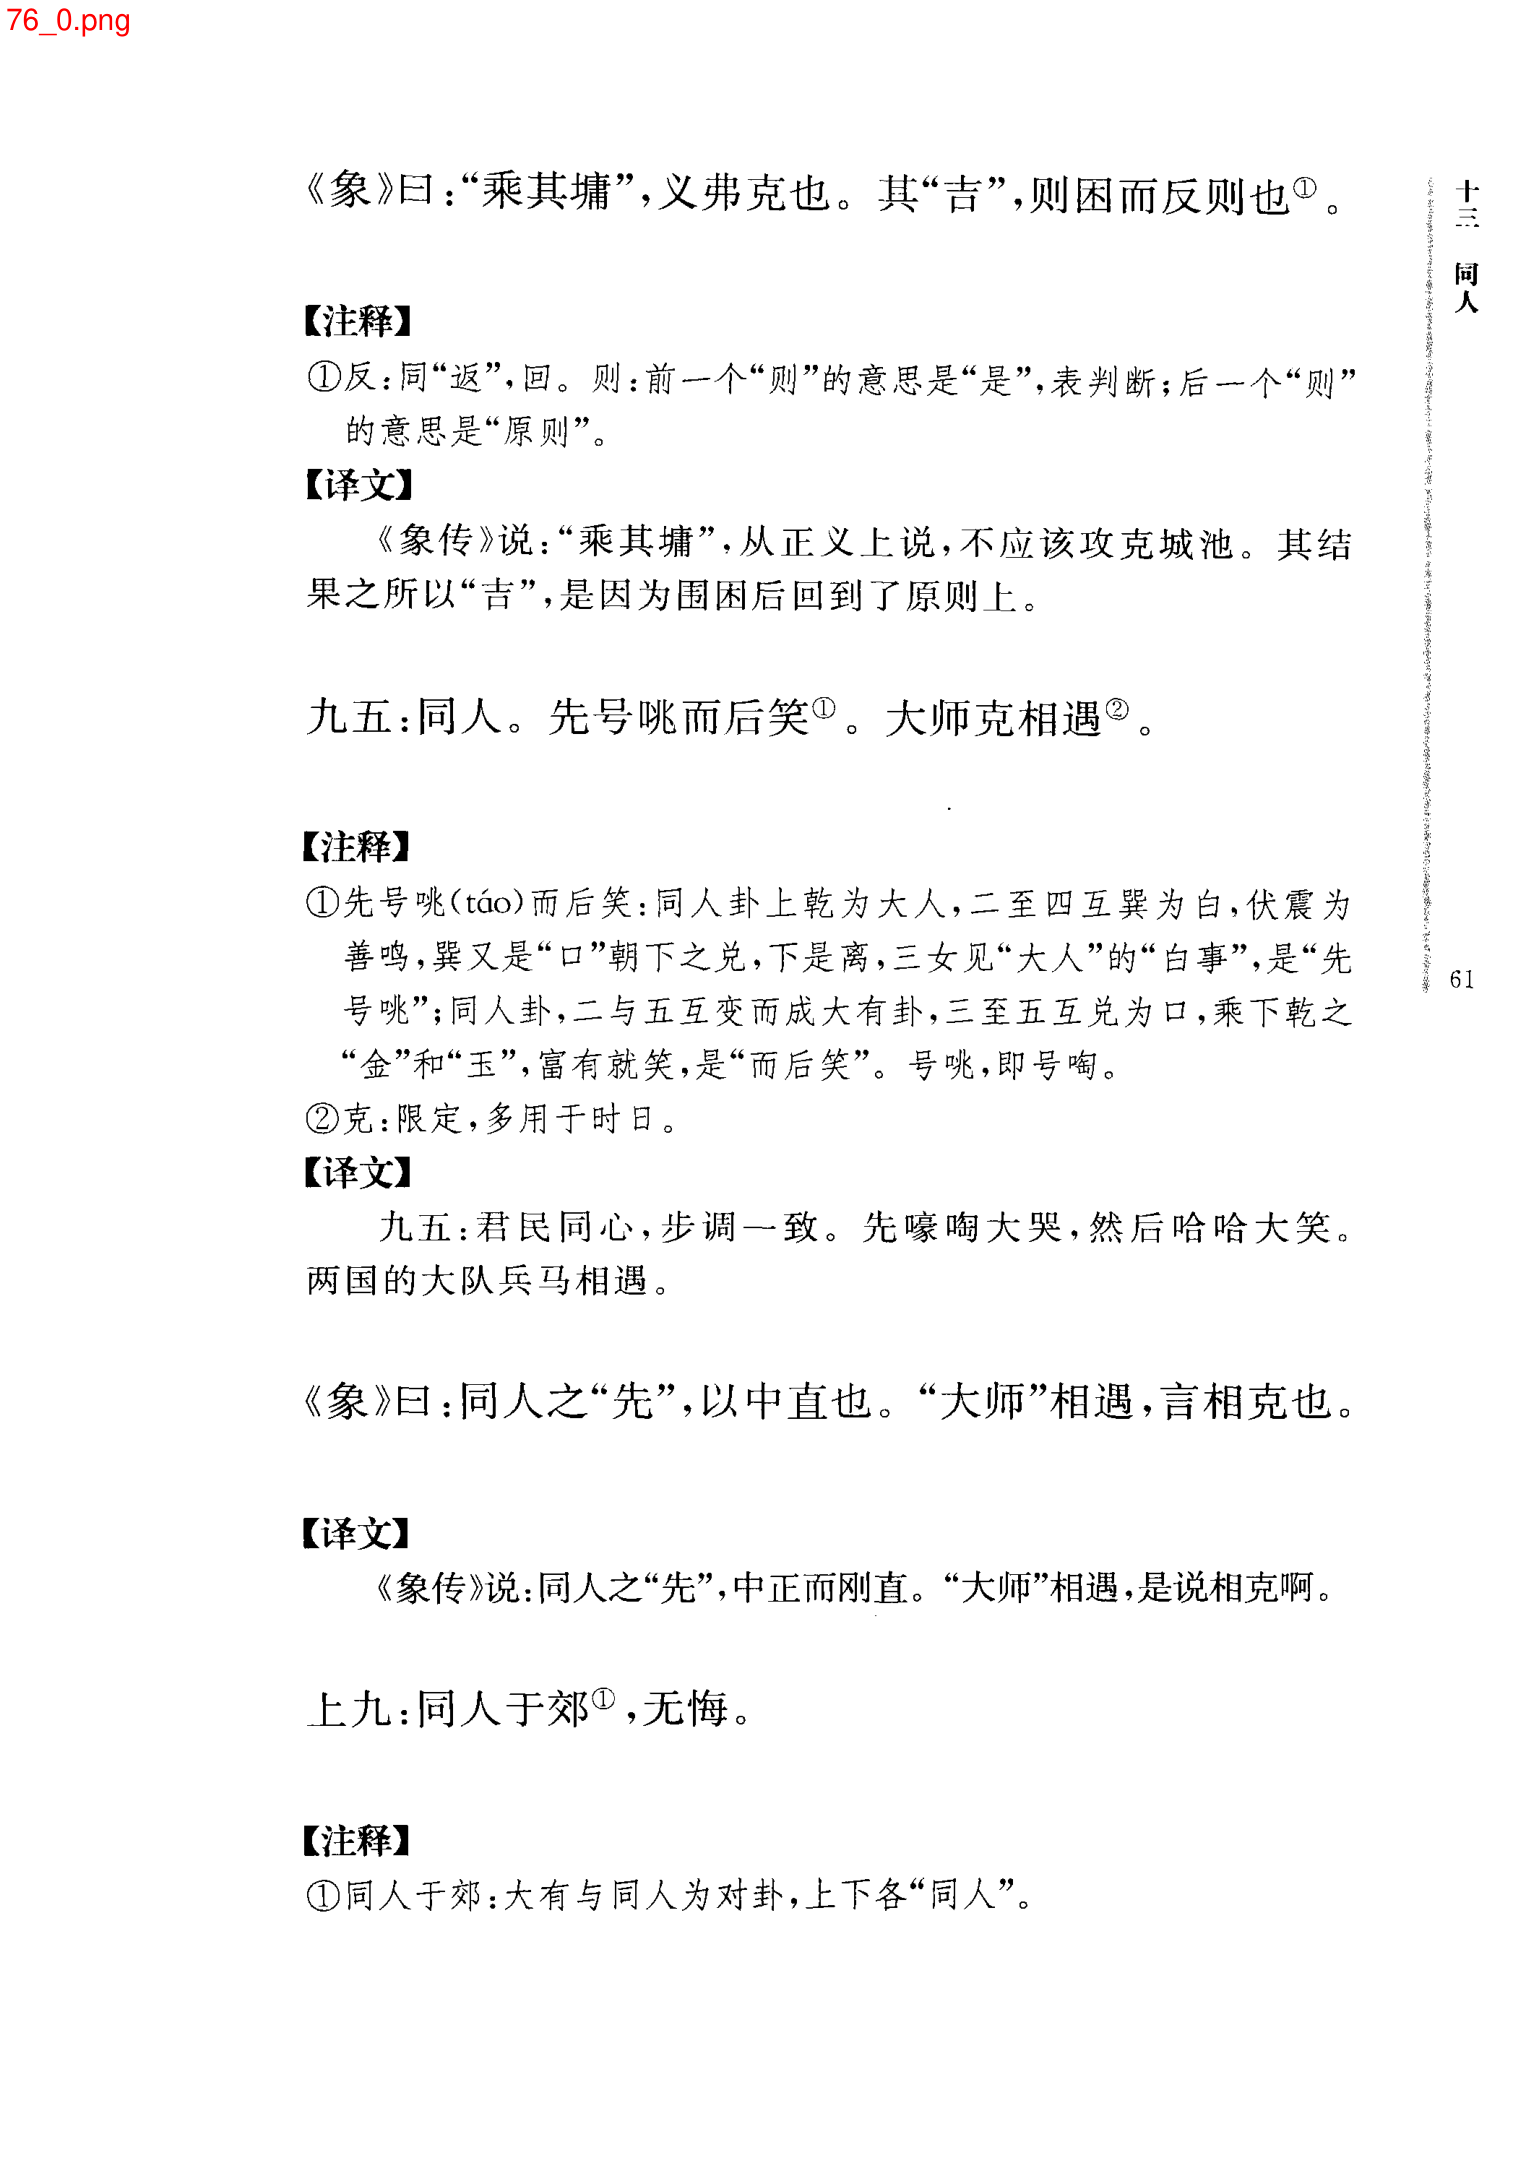 76_0.png
《象》曰：“乘其墉”，义弗克也。其“吉”，则困而反则也①。
十三 同人
【注释】
①反：同“返”，回。则：前一个“则”的意思是“是”，表判断；后一个“则”
的意思是“原则”。
【译文】
《象传》说：“乘其墉”，从正义上说，不应该攻克城池。其结
果之所以“吉”，是因为围困后回到了原则上。
九五：同人。先号咷而后笑①。大师克相遇②。
【注释】
①先号咷（táo）而后笑：同人卦上乾为大人，二至四互巽为白，伏震为
善鸣，巽又是“口”朝下之兑，下是离，三女见“大人”的“白事”，是“先
号咷”；同人卦，二与五互变而成大有卦，三至五互兑为口，乘下乾之
“金”和“玉”，富有就笑，是“而后笑”。号咷，即号啕。
②克：限定，多用于时日。
61
【译文】
九五：君民同心，步调一致。先嚎啕大哭，然后哈哈大笑。
两国的大队兵马相遇。
《象》曰：同人之“先”，以中直也。“大师”相遇，言相克也。
【译文】
《象传》说：同人之“先”，中正而刚直。“大师”相遇，是说相克啊。
上九：同人于郊①，无悔。
【注释】
①同人于郊：大有与同人为对卦，上下各“同人”。